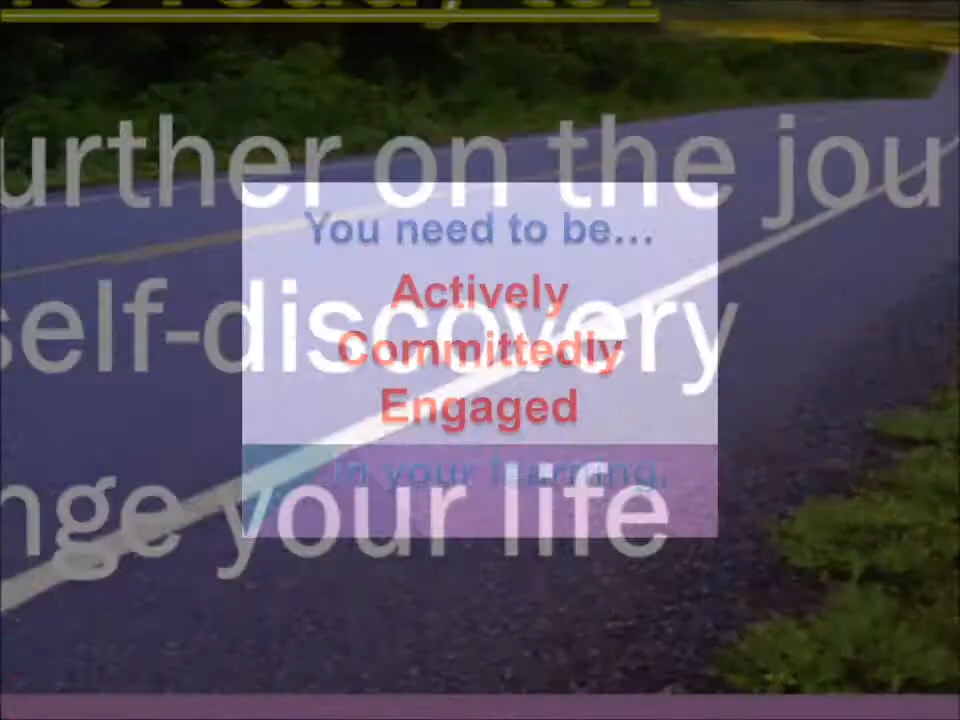 urther on the jou
You need to be...
Actively
self-discovery
Committedly
Engaged
in your learning.
nge your life